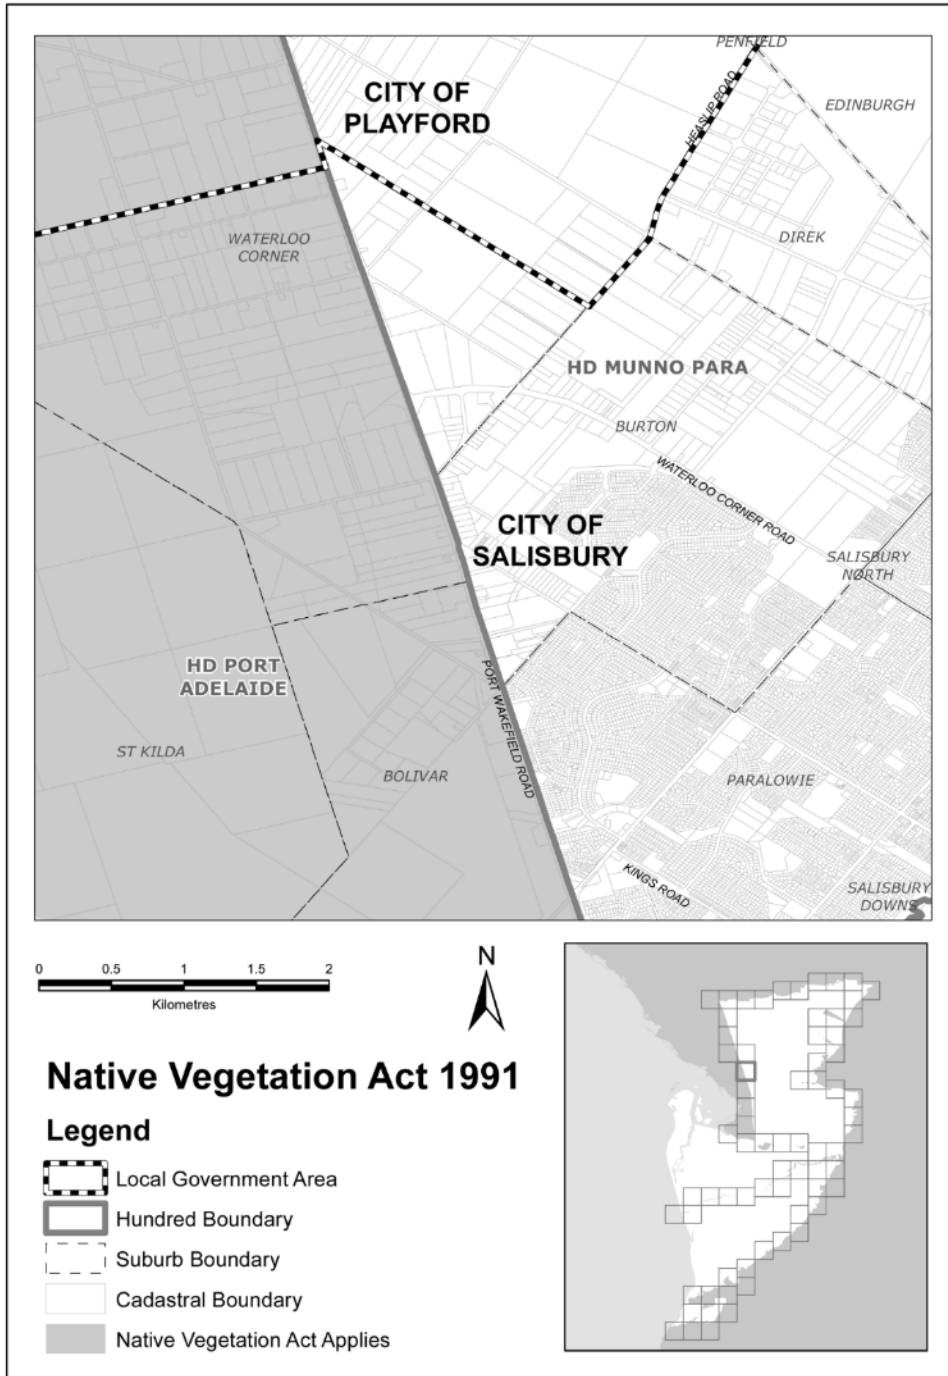 PENFIELD
CITY OF
PLAYFORD
HEASLIP ROAD
EDINBURGH
WATERLOO
CORNER
DIREK
HD MUNNO PARA
BURTON
WATERLOO CORNER ROAD
CITY OF
SALISBURY
SALISBURY
NORTH
HD PORT
ADELAIDE
PORT WAKEFIELD ROAD
ST KILDA
BOLIVAR
PARALOWIE
KINGS ROAD
SALISBURY
DOWNS
0 0.5 1 1.5 2
Kilometres
N
Native Vegetation Act 1991
Legend
Local Government Area
Hundred Boundary
Suburb Boundary
Cadastral Boundary
Native Vegetation Act Applies